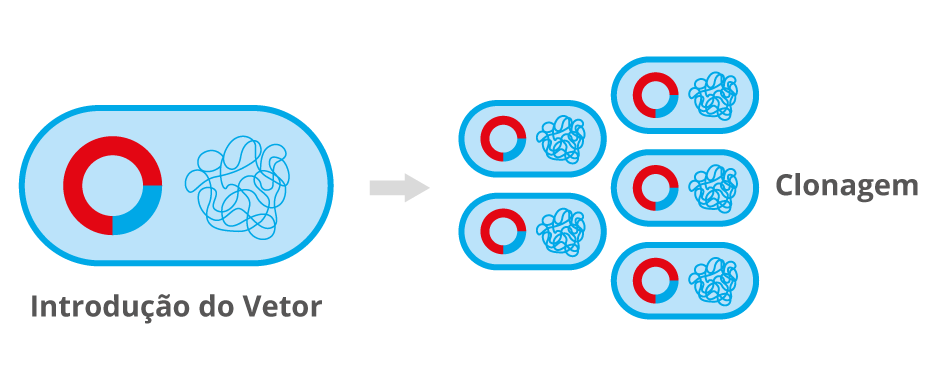 Introdução do Vetor
Clonagem